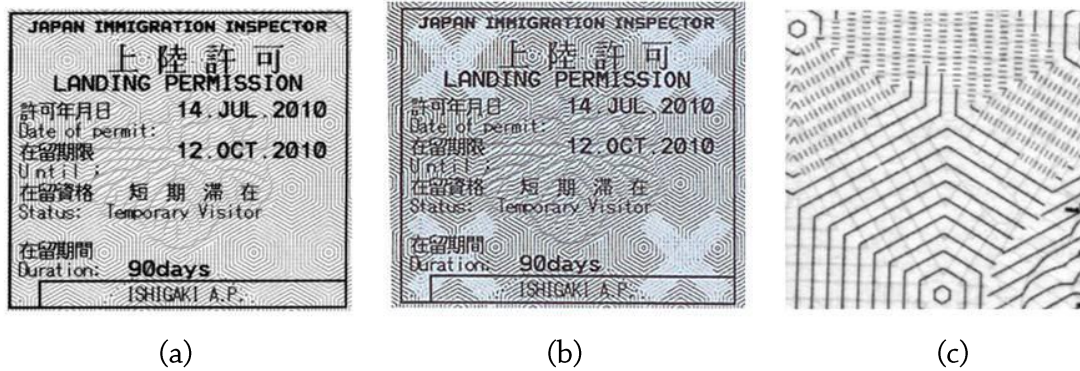 JAPAN IMMIGRATION INSPECTOR
上陸許可
LANDING PERMISSION
許可年月日 14.JUL.2010
Date of permit:
在留期限 12.OCT.2010
Until :
在留資格 短期滞在
Status: Temporary Visitor
在留期間
Duration: 90days
ISHIGAKI A.P.
(a)
JAPAN IMMIGRATION INSPECTOR
上陸許可
LANDING PERMISSION
許可年月日 14.JUL.2010
Date of permit:
在留期限 12.OCT.2010
Until :
在留資格 短期滞在
Status: Temporary Visitor
在留期間
Duration: 90days
ISHIGAKI A.P.
(b)
(c)